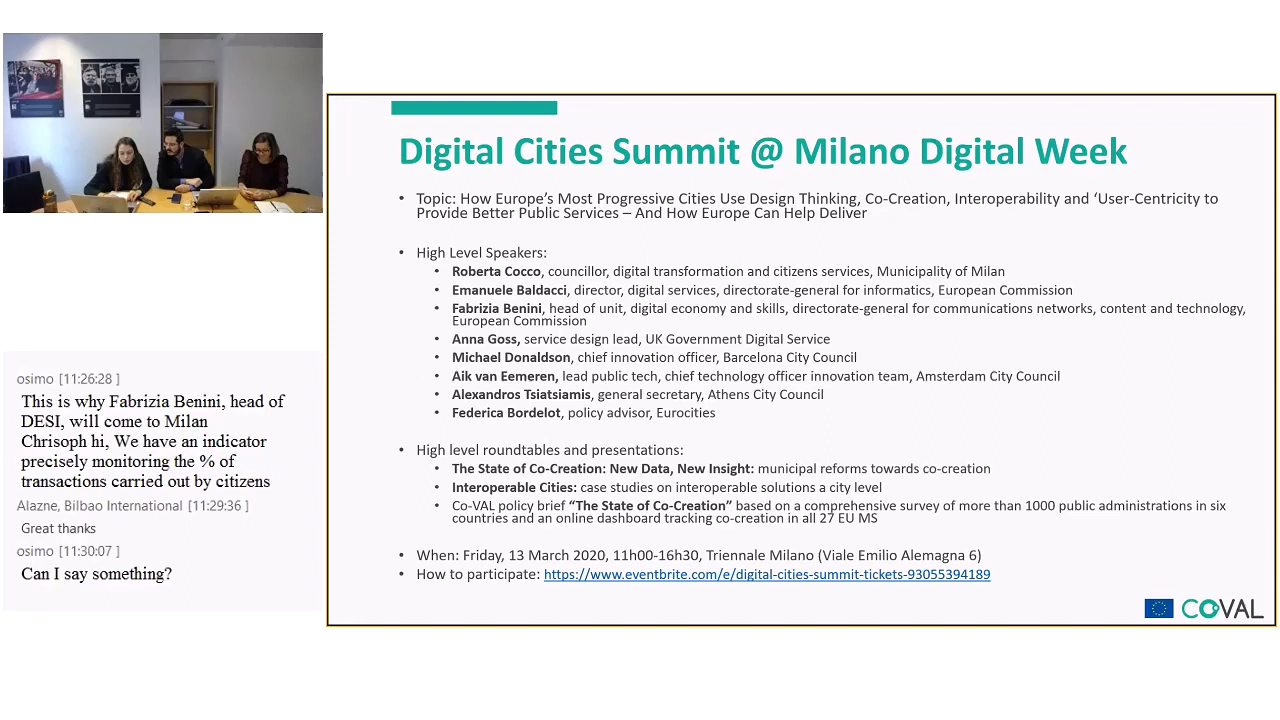 Digital Cities Summit @ Milano Digital Week
• Topic: How Europe's Most Progressive Cities Use Design Thinking, Co-Creation, Interoperability and 'User-Centricity to
Provide Better Public Services – And How Europe Can Help Deliver
• High Level Speakers:
• Roberta Cocco, councillor, digital transformation and citizens services, Municipality of Milan
• Emanuele Baldacci, director, digital services, directorate-general for informatics, European Commission
• Fabrizia Benini, head of unit, digital economy and skills, directorate-general for communications networks, content and technology,
European Commission
• Anna Goss, service design lead, UK Government Digital Service
• Michael Donaldson, chief innovation officer, Barcelona City Council
• Aik van Eemeren, lead public tech, chief technology officer innovation team, Amsterdam City Council
• Alexandros Tsiatsiamis, general secretary, Athens City Council
• Federica Bordelot, policy advisor, Eurocities
• High level roundtables and presentations:
• The State of Co-Creation: New Data, New Insight: municipal reforms towards co-creation
• Interoperable Cities: case studies on interoperable solutions a city level
• Co-VAL policy brief “The State of Co-Creation” based on a comprehensive survey of more than 1000 public administrations in six
countries and an online dashboard tracking co-creation in all 27 EU MS
• When: Friday, 13 March 2020, 11h00-16h30, Triennale Milano (Viale Emilio Alemagna 6)
• How to participate: https://www.eventbrite.com/e/digital-cities-summit-tickets-93055394189
COVAL
osimo [11:26:28 ]
This is why Fabrizia Benini, head of
DESI, will come to Milan
Chrisoph hi, We have an indicator
precisely monitoring the % of
transactions carried out by citizens
Alazne, Bilbao International [11:29:36 ]
Great thanks
osimo [11:30:07 ]
Can I say something?